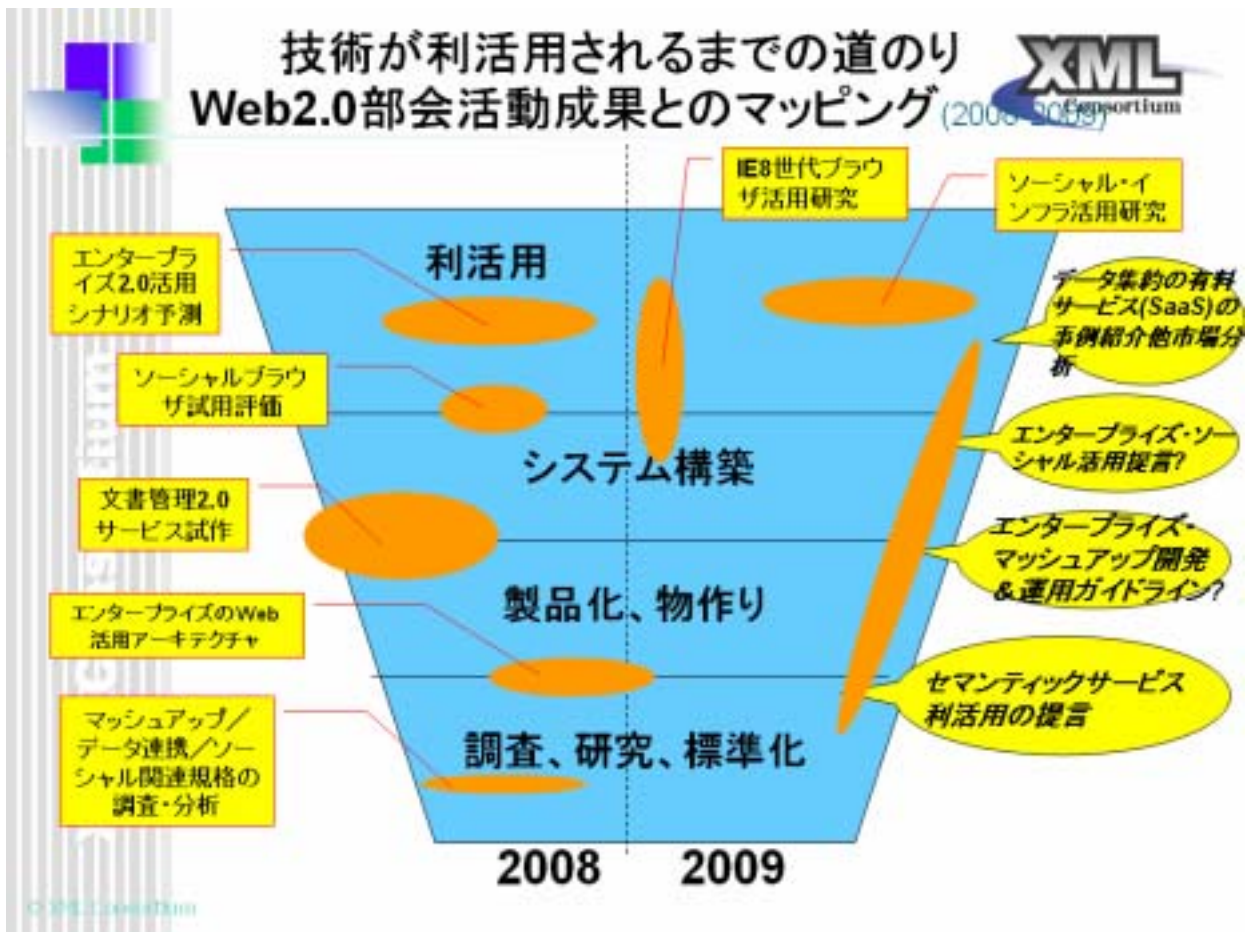 技術が利活用されるまでの道のり
Web2.0部会活動成果とのマッピング
XML
Consortium
IE8世代ブラウ
ザ活用研究
ソーシャル・イ
ンフラ活用研究
エンタープラ
イズ2.0活用
シナリオ予測
利活用
データ集約の有料
サービス(SaaS)の
事例紹介他市場分
析
ソーシャルブラウ
ザ試用評価
エンタープライズ・ソー
シャル活用提言?
システム構築
文書管理2.0
サービス試作
エンタープライズ・
マッシュアップ開発
&運用ガイドライン?
製品化、物作り
エンタープライズのWeb
活用アーキテクチャ
セマンティックサービス
利活用の提言
マッシュアップ/
データ連携/ソー
シャル関連規格の
調査・分析
調査、研究、標準化
2008
2009
© XML Consortium